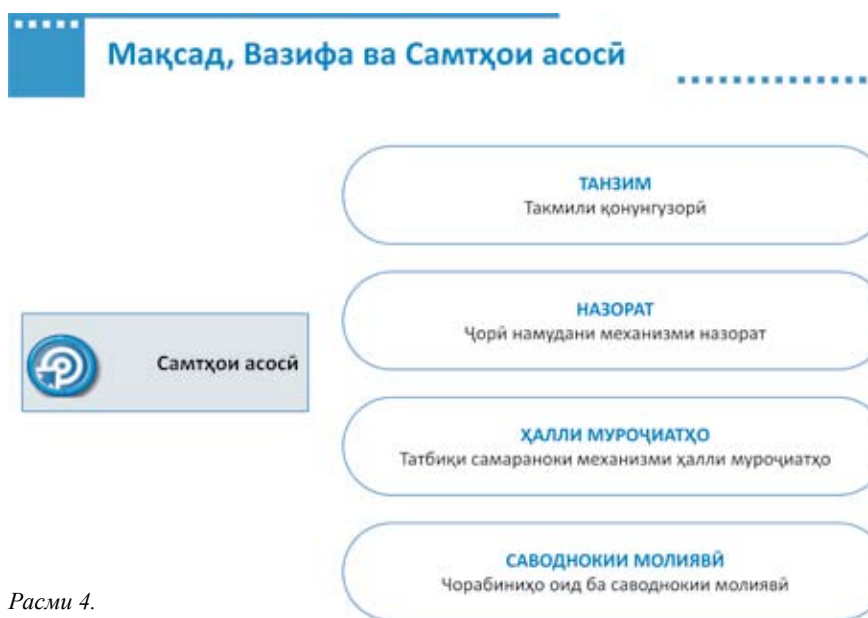 Мақсад, Вазифа ва Самтҳои асосӣ
ТАНЗИМ
Такмили қонунгузорӣ
НАЗОРАТ
Ҷорӣ намудани механизми назорат
Самтҳои асосӣ
ҲАЛЛИ МУРОҶИАТҲО
Татбиқи самараноки механизми ҳалли муроҷиатҳо
САВОДНОКИИ МОЛИЯВӢ
Чорабиниҳо оид ба саводнокии молиявӣ
Расми 4.